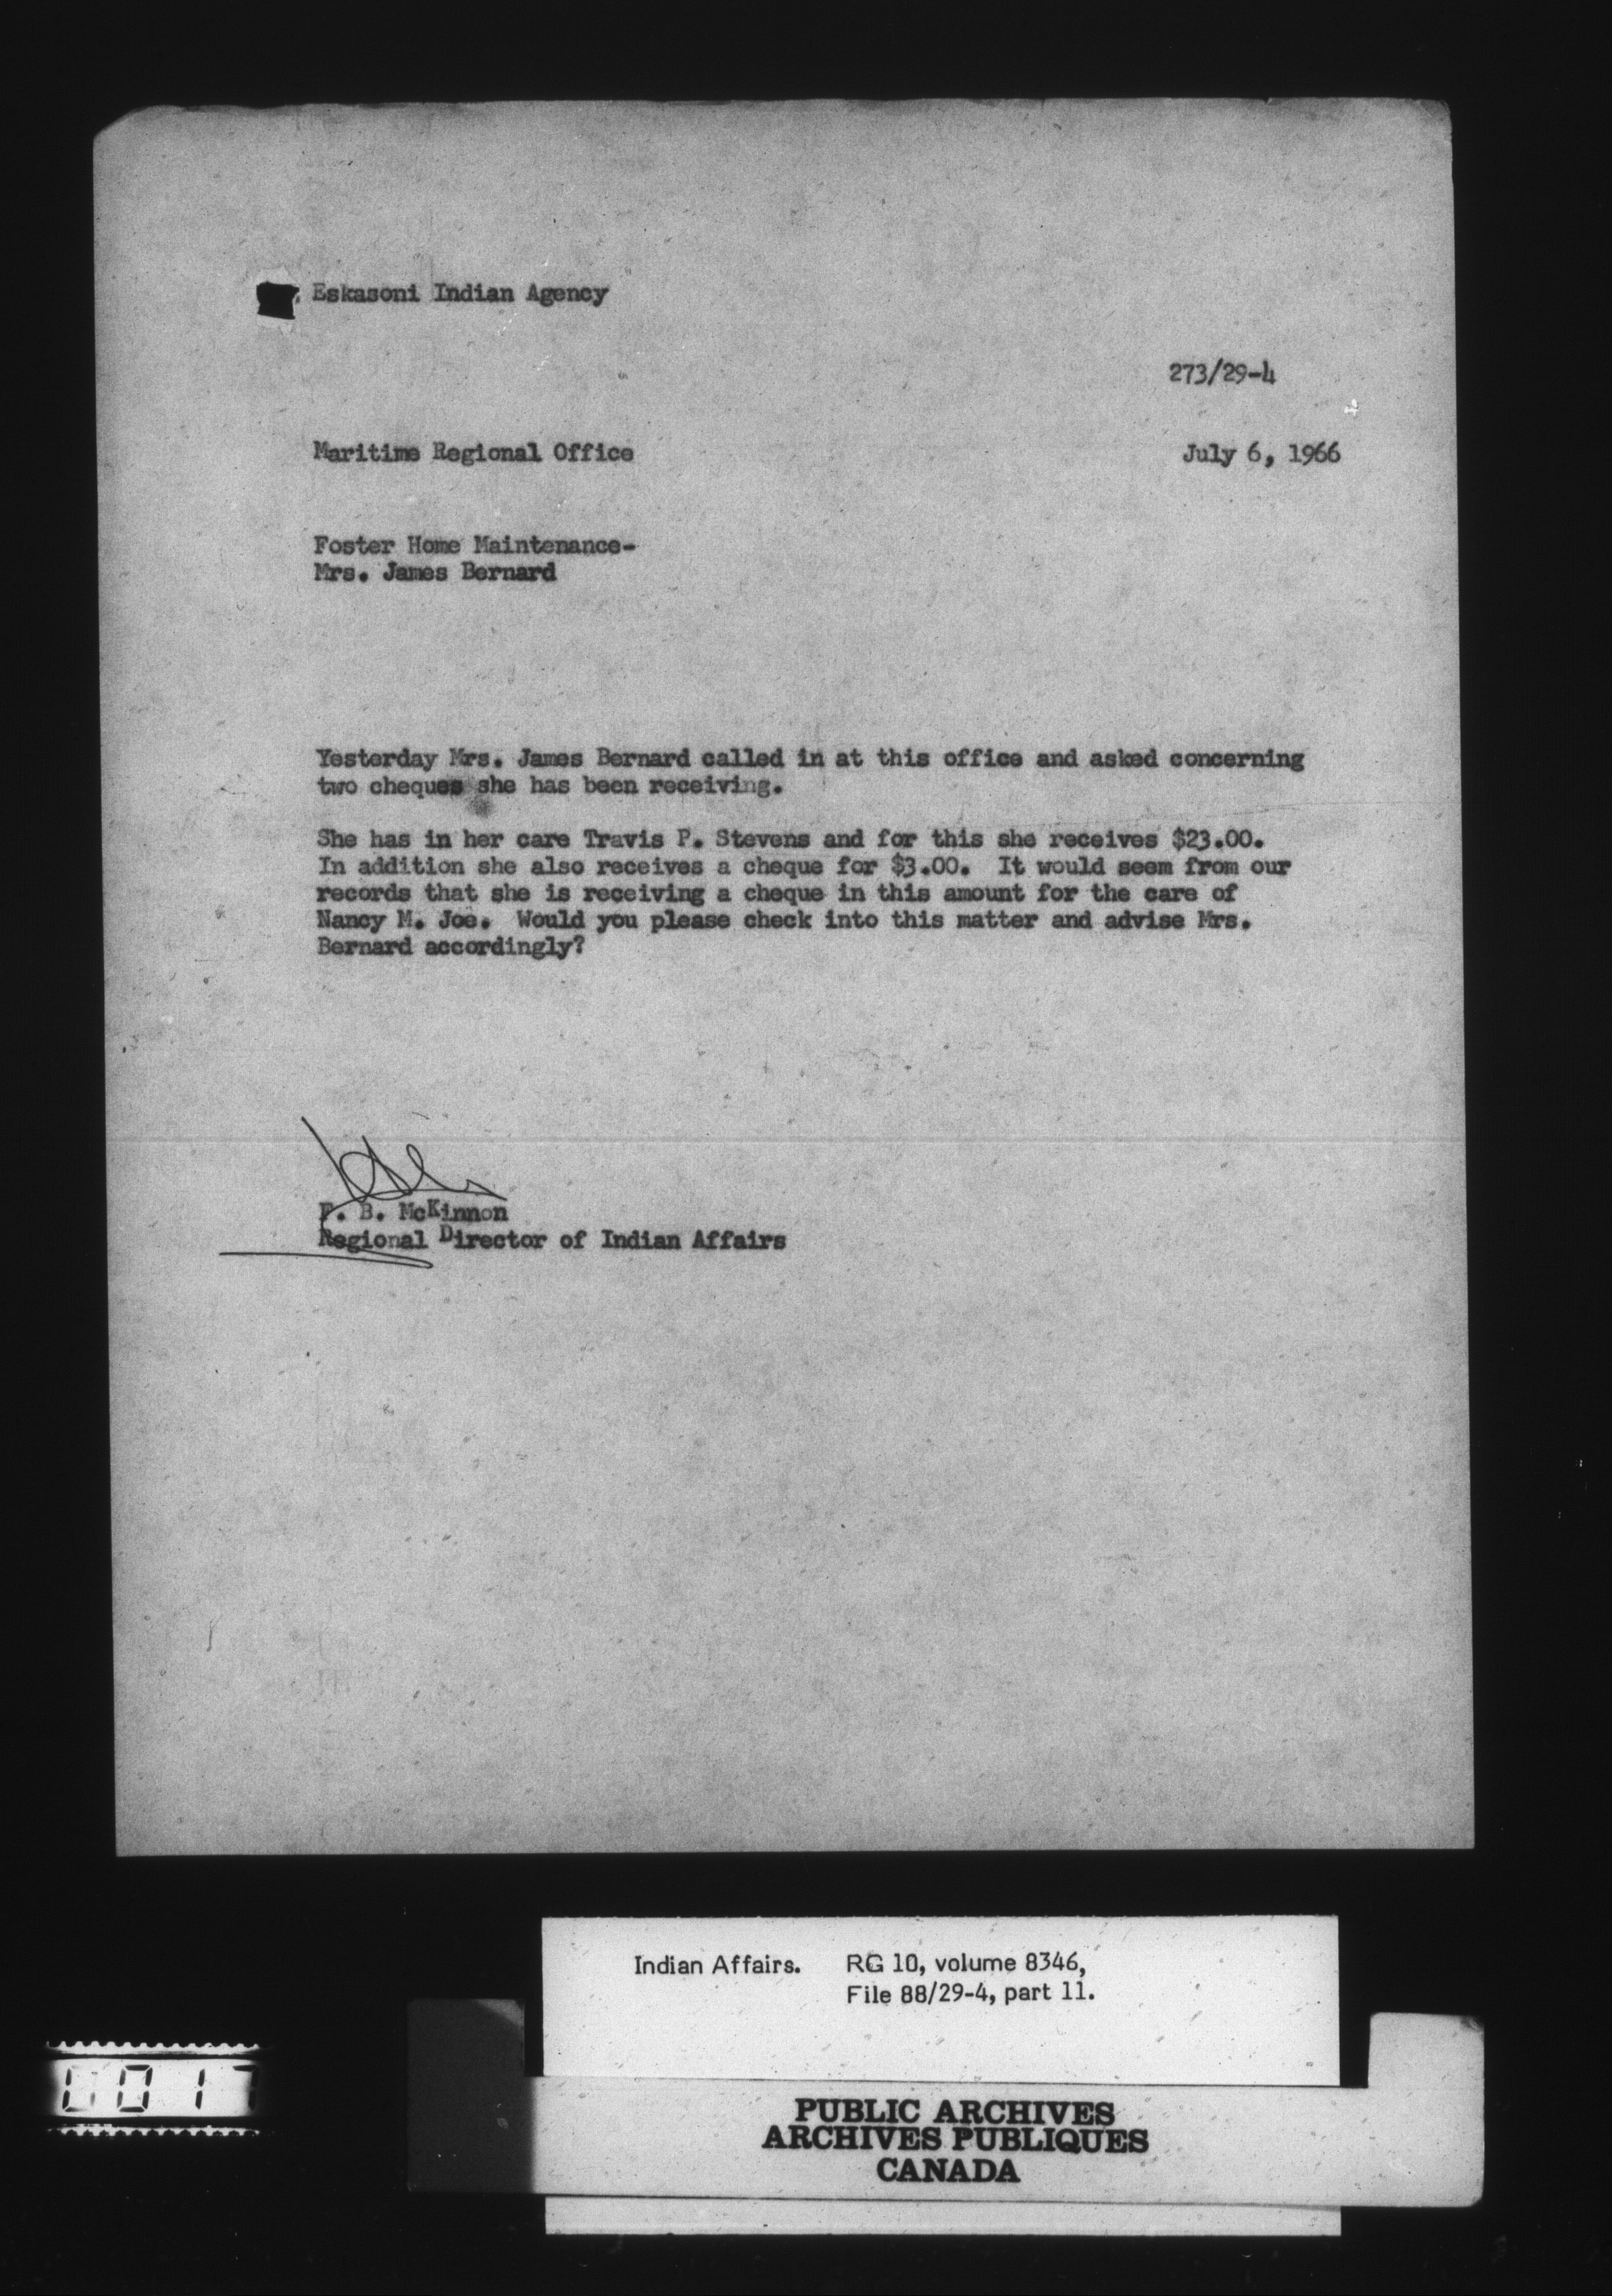 Eskasoni Indian Agency
273/29-4
Maritime Regional Office July 6, 1966
Foster Home Maintenance-
Mrs. James Bernard
Yesterday Mrs. James Bernard called in at this office and asked concerning
two cheques she has been receiving.
She has in her care Travis P. Stevens and for this she receives $23.00.
In addition she also receives a cheque for $3.00. It would seem from our
records that she is receiving a cheque in this amount for the care of
Nancy M. Joe. Would you please check into this matter and advise Mrs.
Bernard accordingly?
F. B. McKinnon
Regional Director of Indian Affairs
Indian Affairs. RG 10, volume 8346,
File 88/29-4, part 11.
0017
PUBLIC ARCHIVES
ARCHIVES PUBLIQUES
CANADA